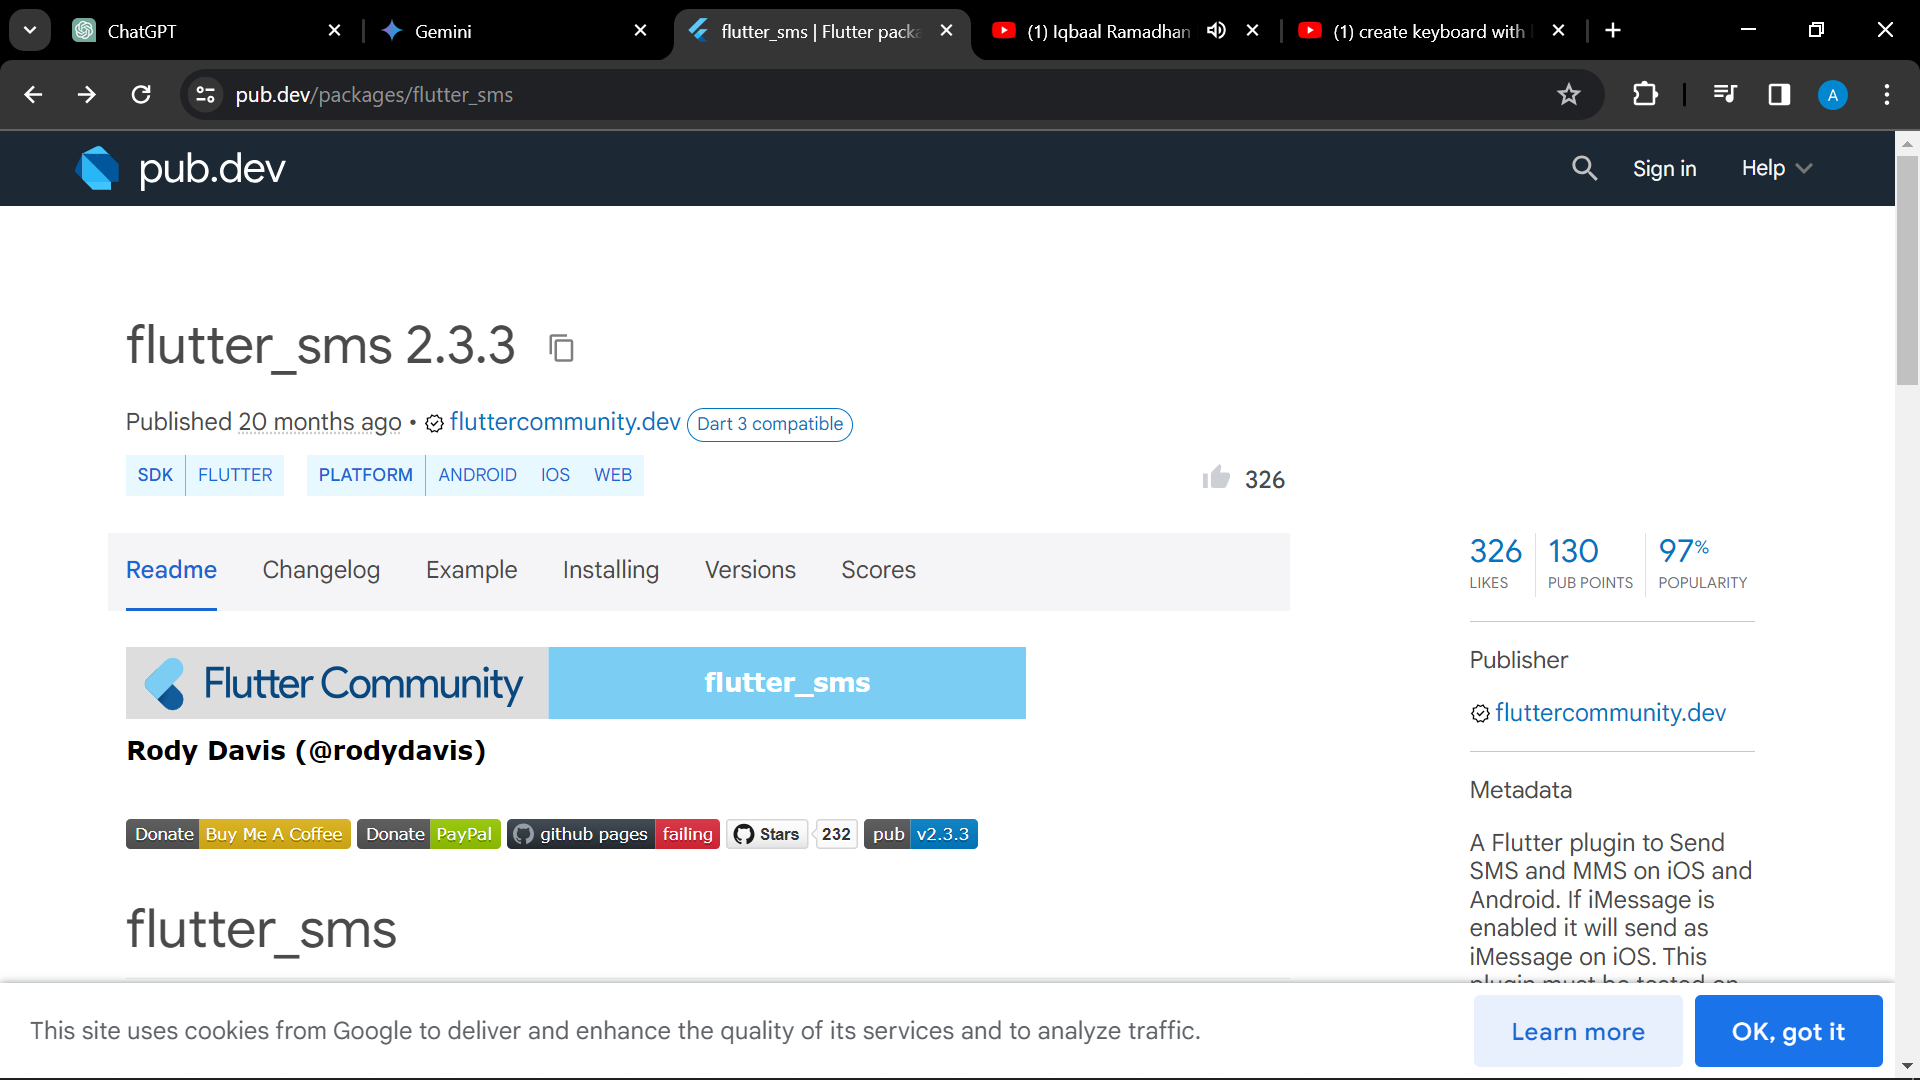 ChatGPT
Gemini
flutter_sms | Flutter packa
(1) Iqbaal Ramadhan
(1) create keyboard with
pub.dev/packages/flutter_sms
A
pub.dev
Sign in
Help
flutter_sms 2.3.3
Published 20 months ago • fluttercommunity.dev Dart 3 compatible
SDK FLUTTER PLATFORM ANDROID IOS WEB
326
Readme Changelog Example Installing Versions Scores
Flutter Community flutter_sms
Rody Davis (@rodydavis)
Donate Buy Me A Coffee Donate PayPal github pages failing Stars 232 pub v2.3.3
flutter_sms
326 130 97%
LIKES PUB POINTS POPULARITY
Publisher
fluttercommunity.dev
Metadata
A Flutter plugin to Send
SMS and MMS on iOS and
Android. If iMessage is
enabled it will send as
iMessage on iOS. This
plugin must be tested on
This site uses cookies from Google to deliver and enhance the quality of its services and to analyze traffic.
Learn more
OK, got it